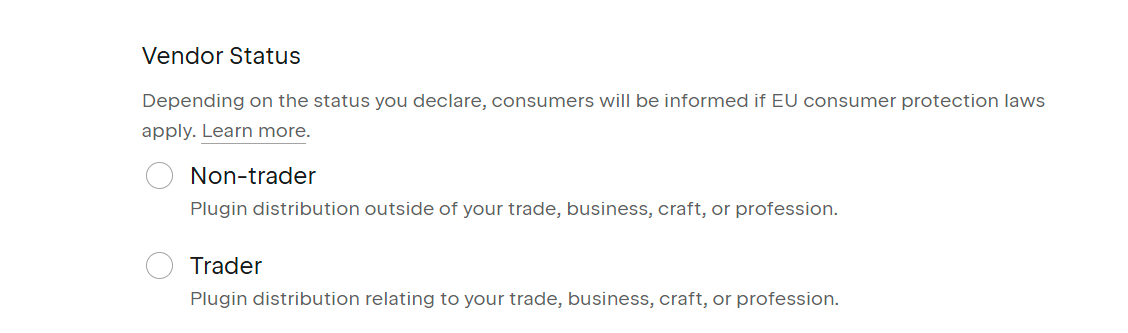 Vendor Status
Depending on the status you declare, consumers will be informed if EU consumer protection laws
apply. Learn more.
Non-trader
Plugin distribution outside of your trade, business, craft, or profession.
Trader
Plugin distribution relating to your trade, business, craft, or profession.